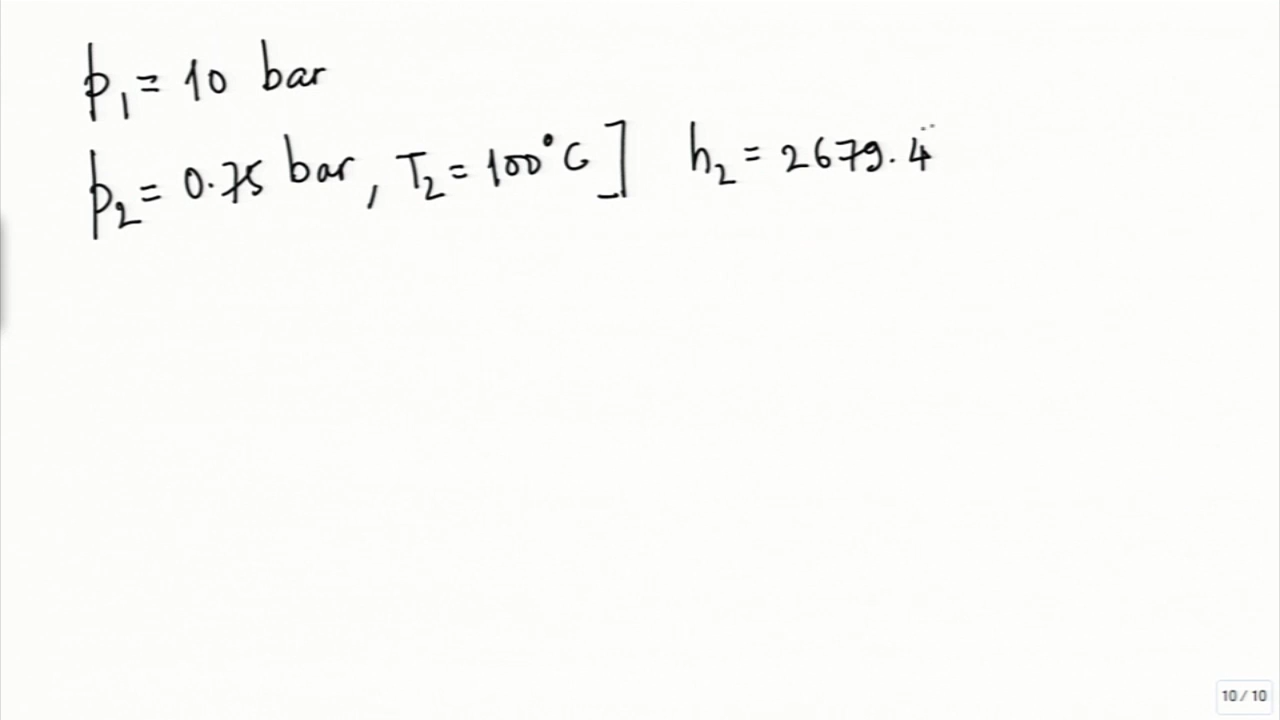 p₁ = 10 bar
p₂ = 0.75 bar, T₂ = 100°C ] h₂ = 2679.4
10 / 10